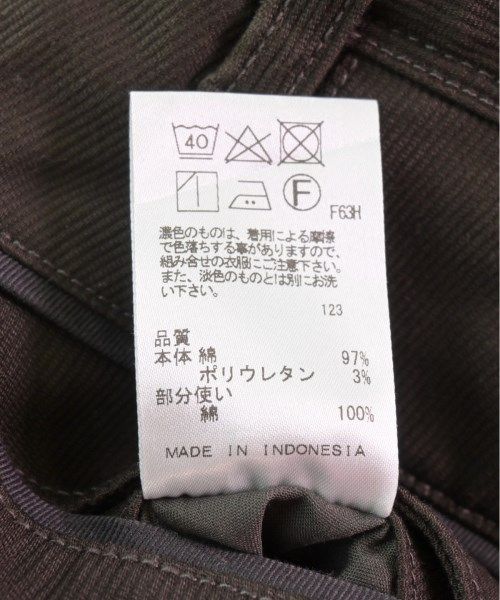 40
F
F63H
濃色のものは、着用による摩擦
で色落ちする事がありますので、
組み合せの衣服にご注意下さい。
また、淡色のものとは別にお洗
い下さい。
123
品質
本体 綿 97%
ポリウレタン 3%
部分使い
綿 100%
MADE IN INDONESIA